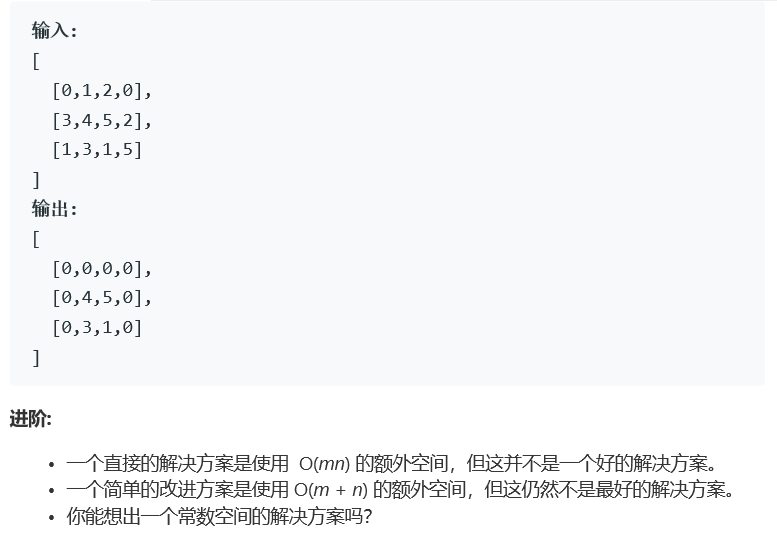 输入:
[
  [0,1,2,0],
  [3,4,5,2],
  [1,3,1,5]
]
输出:
[
  [0,0,0,0],
  [0,4,5,0],
  [0,3,1,0]
]
进阶:
• 一个直接的解决方案是使用  O(mn) 的额外空间，但这并不是一个好的解决方案。
• 一个简单的改进方案是使用 O(m + n) 的额外空间，但这仍然不是最好的解决方案。
• 你能想出一个常数空间的解决方案吗？